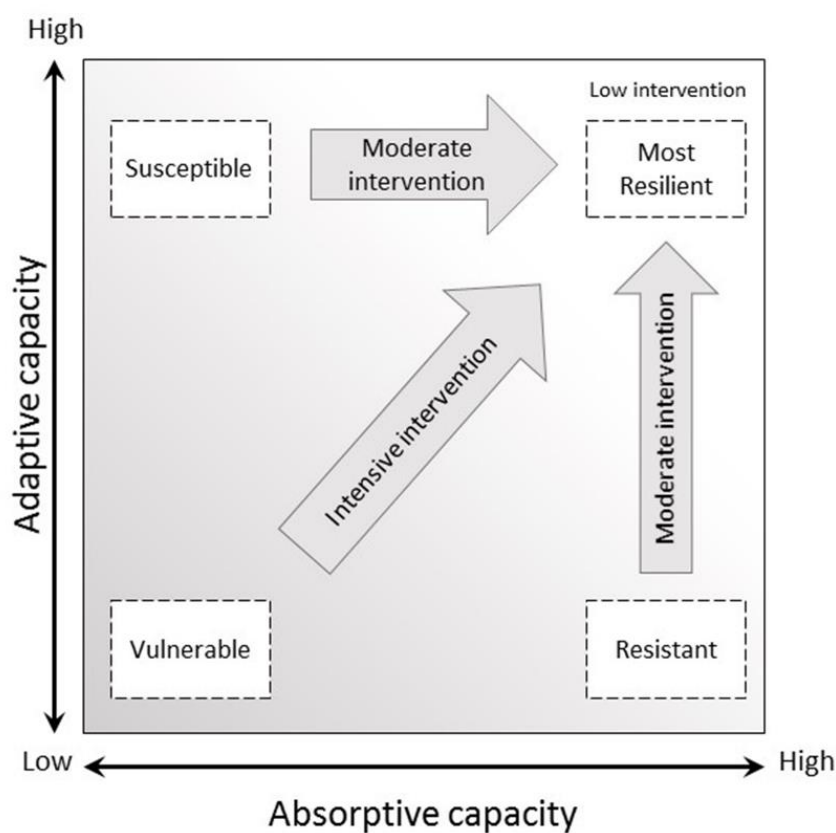 High
Low intervention
Susceptible
Moderate
intervention
Most
Resilient
Adaptive capacity
Intensive intervention
Moderate intervention
Vulnerable
Resistant
Low
High
Absorptive capacity